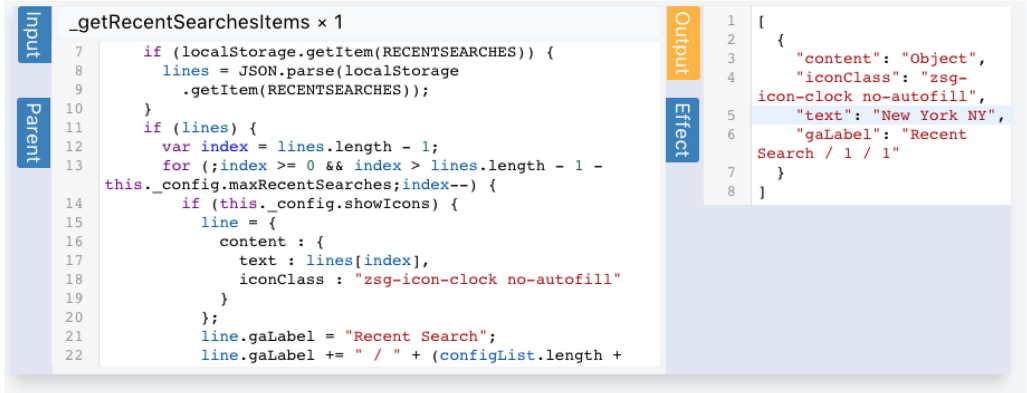 Input
Parent
_getRecentSearchesItems × 1
7 if (localStorage.getItem(RECENTSEARCHES)) {
8 lines = JSON.parse(localStorage
9 .getItem(RECENTSEARCHES));
10 }
11 if (lines) {
12 var index = lines.length - 1;
13 for (;index >= 0 && index > lines.length - 1 -
this._config.maxRecentSearches;index--) {
14 if (this._config.showIcons) {
15 line = {
16 content : {
17 text : lines[index],
18 iconClass : "zsg-icon-clock no-autofill"
19 }
20 };
21 line.gaLabel = "Recent Search";
22 line.gaLabel += " / " + (configList.length +
Output
Effect
1 [
2 {
3 "content": "Object",
4 "iconClass": "zsg-
icon-clock no-autofill",
5 "text": "New York NY",
6 "gaLabel": "Recent
Search / 1 / 1"
7 }
8 ]